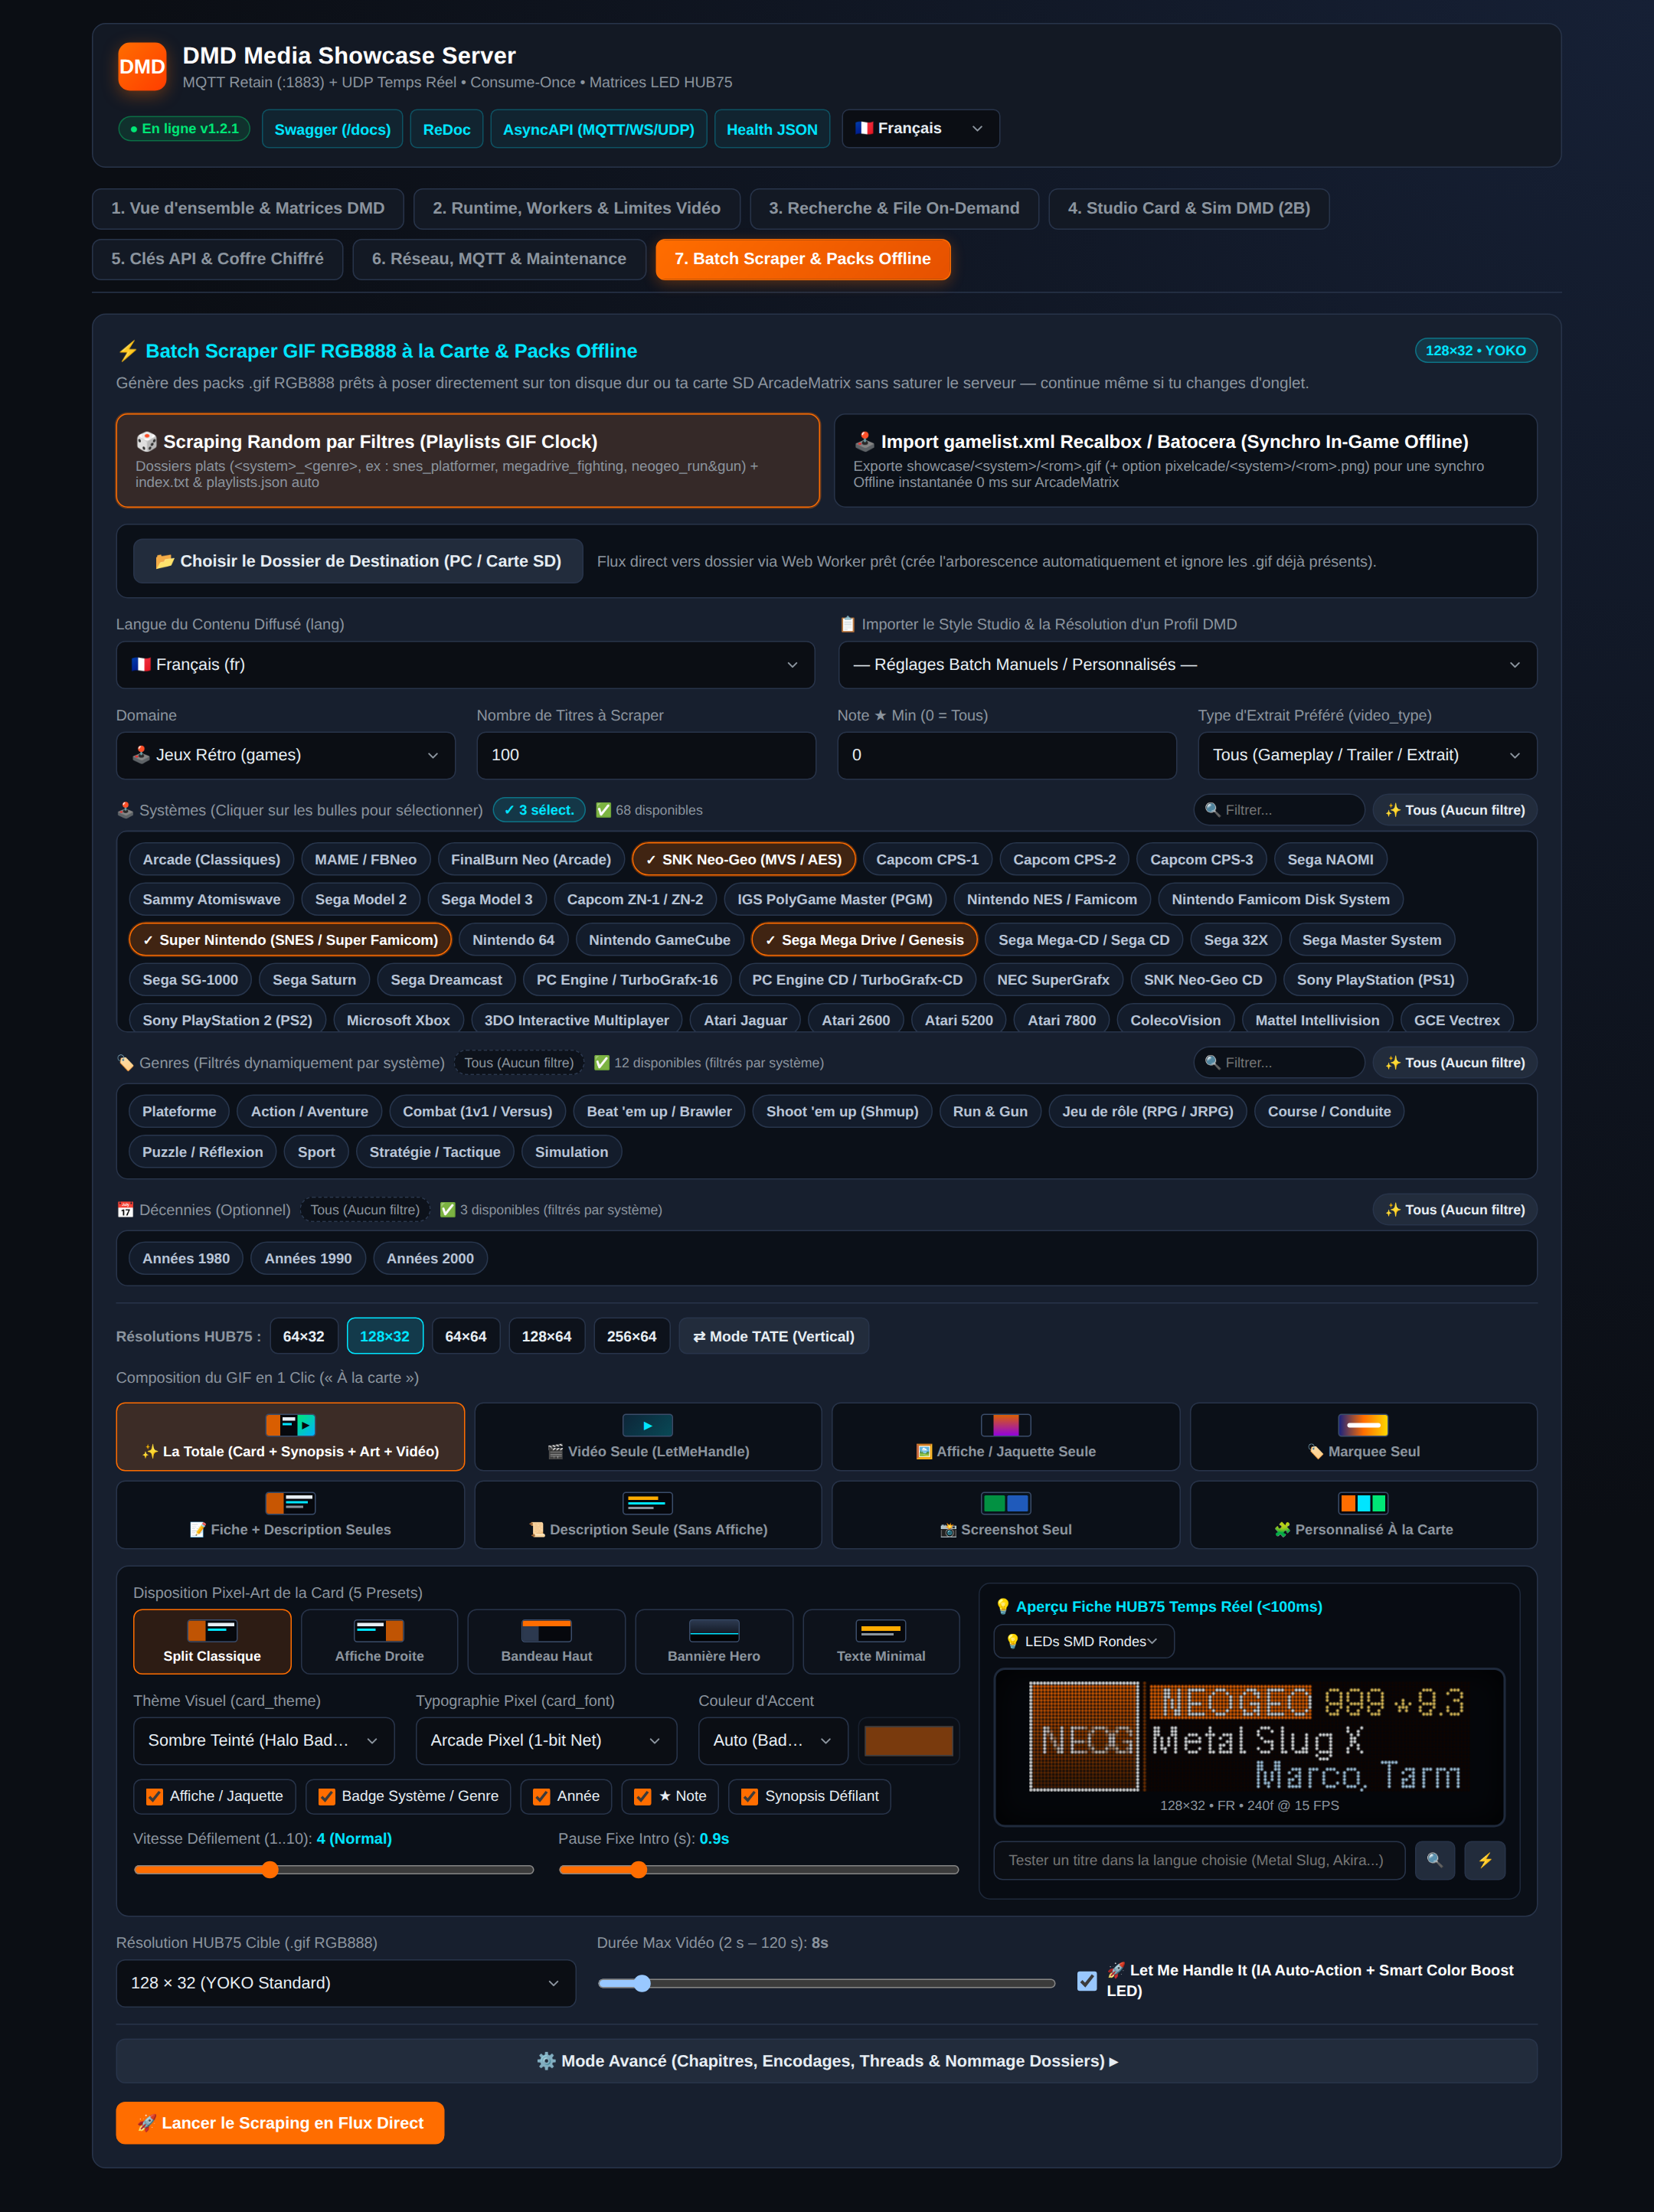 DMD
DMD Media Showcase Server
MQTT Retain (:1883) + UDP Temps Réel • Consume-Once • Matrices LED HUB75
● En ligne v1.2.1
Swagger (/docs)
ReDoc
AsyncAPI (MQTT/WS/UDP)
Health JSON
🇫🇷 Français
1. Vue d'ensemble & Matrices DMD
2. Runtime, Workers & Limites Vidéo
3. Recherche & File On-Demand
4. Studio Card & Sim DMD (2B)
5. Clés API & Coffre Chiffré
6. Réseau, MQTT & Maintenance
7. Batch Scraper & Packs Offline
⚡ Batch Scraper GIF RGB888 à la Carte & Packs Offline
128×32 • YOKO
Génère des packs .gif RGB888 prêts à poser directement sur ton disque dur ou ta carte SD ArcadeMatrix sans saturer le serveur — continue même si tu changes d'onglet.
🎲 Scraping Random par Filtres (Playlists GIF Clock)
Dossiers plats (<system>_<genre>, ex : snes_platformer, megadrive_fighting, neogeo_run&gun) +
index.txt & playlists.json auto
🕹️ Import gamelist.xml Recalbox / Batocera (Synchro In-Game Offline)
Exporte showcase/<system>/<rom>.gif (+ option pixelcade/<system>/<rom>.png) pour une synchro
Offline instantanée 0 ms sur ArcadeMatrix
📂 Choisir le Dossier de Destination (PC / Carte SD)
Flux direct vers dossier via Web Worker prêt (crée l'arborescence automatiquement et ignore les .gif déjà présents).
Langue du Contenu Diffusé (lang)
📋 Importer le Style Studio & la Résolution d'un Profil DMD
🇫🇷 Français (fr)
— Réglages Batch Manuels / Personnalisés —
Domaine
Nombre de Titres à Scraper
Note ★ Min (0 = Tous)
Type d'Extrait Préféré (video_type)
🕹️ Jeux Rétro (games)
100
0
Tous (Gameplay / Trailer / Extrait)
🕹️ Systèmes (Cliquer sur les bulles pour sélectionner)
✓ 3 sélect.
✅ 68 disponibles
🔍 Filtrer...
✨ Tous (Aucun filtre)
Arcade (Classiques)
MAME / FBNeo
FinalBurn Neo (Arcade)
✓ SNK Neo-Geo (MVS / AES)
Capcom CPS-1
Capcom CPS-2
Capcom CPS-3
Sega NAOMI
Sammy Atomiswave
Sega Model 2
Sega Model 3
Capcom ZN-1 / ZN-2
IGS PolyGame Master (PGM)
Nintendo NES / Famicom
Nintendo Famicom Disk System
✓ Super Nintendo (SNES / Super Famicom)
Nintendo 64
Nintendo GameCube
✓ Sega Mega Drive / Genesis
Sega Mega-CD / Sega CD
Sega 32X
Sega Master System
Sega SG-1000
Sega Saturn
Sega Dreamcast
PC Engine / TurboGrafx-16
PC Engine CD / TurboGrafx-CD
NEC SuperGrafx
SNK Neo-Geo CD
Sony PlayStation (PS1)
Sony PlayStation 2 (PS2)
Microsoft Xbox
3DO Interactive Multiplayer
Atari Jaguar
Atari 2600
Atari 5200
Atari 7800
ColecoVision
Mattel Intellivision
GCE Vectrex
🏷️ Genres (Filtrés dynamiquement par système)
Tous (Aucun filtre)
✅ 12 disponibles (filtrés par système)
🔍 Filtrer...
✨ Tous (Aucun filtre)
Plateforme
Action / Aventure
Combat (1v1 / Versus)
Beat 'em up / Brawler
Shoot 'em up (Shmup)
Run & Gun
Jeu de rôle (RPG / JRPG)
Course / Conduite
Puzzle / Réflexion
Sport
Stratégie / Tactique
Simulation
📅 Décennies (Optionnel)
Tous (Aucun filtre)
✅ 3 disponibles (filtrés par système)
✨ Tous (Aucun filtre)
Années 1980
Années 1990
Années 2000
Résolutions HUB75 :
64×32
128×32
64×64
128×64
256×64
⇄ Mode TATE (Vertical)
Composition du GIF en 1 Clic (« À la carte »)
✨ La Totale (Card + Synopsis + Art + Vidéo)
🎬 Vidéo Seule (LetMeHandle)
🖼️ Affiche / Jaquette Seule
🏷️ Marquee Seul
📝 Fiche + Description Seules
📜 Description Seule (Sans Affiche)
📸 Screenshot Seul
🧩 Personnalisé À la Carte
Disposition Pixel-Art de la Card (5 Presets)
Split Classique
Affiche Droite
Bandeau Haut
Bannière Hero
Texte Minimal
Thème Visuel (card_theme)
Typographie Pixel (card_font)
Couleur d'Accent
Sombre Teinté (Halo Bad…
Arcade Pixel (1-bit Net)
Auto (Bad…
Affiche / Jaquette
Badge Système / Genre
Année
★ Note
Synopsis Défilant
Vitesse Défilement (1..10): 4 (Normal)
Pause Fixe Intro (s): 0.9s
💡 Aperçu Fiche HUB75 Temps Réel (<100ms)
💡 LEDs SMD Rondes
NEOG
NEOGEO 999 ★9.3
Metal Slug X
Marco, Tarm
128×32 • FR • 240f @ 15 FPS
Tester un titre dans la langue choisie (Metal Slug, Akira...)
🔍
⚡
Résolution HUB75 Cible (.gif RGB888)
Durée Max Vidéo (2 s – 120 s): 8s
128 × 32 (YOKO Standard)
🚀 Let Me Handle It (IA Auto-Action + Smart Color Boost
LED)
⚙️ Mode Avancé (Chapitres, Encodages, Threads & Nommage Dossiers) ▸
🚀 Lancer le Scraping en Flux Direct